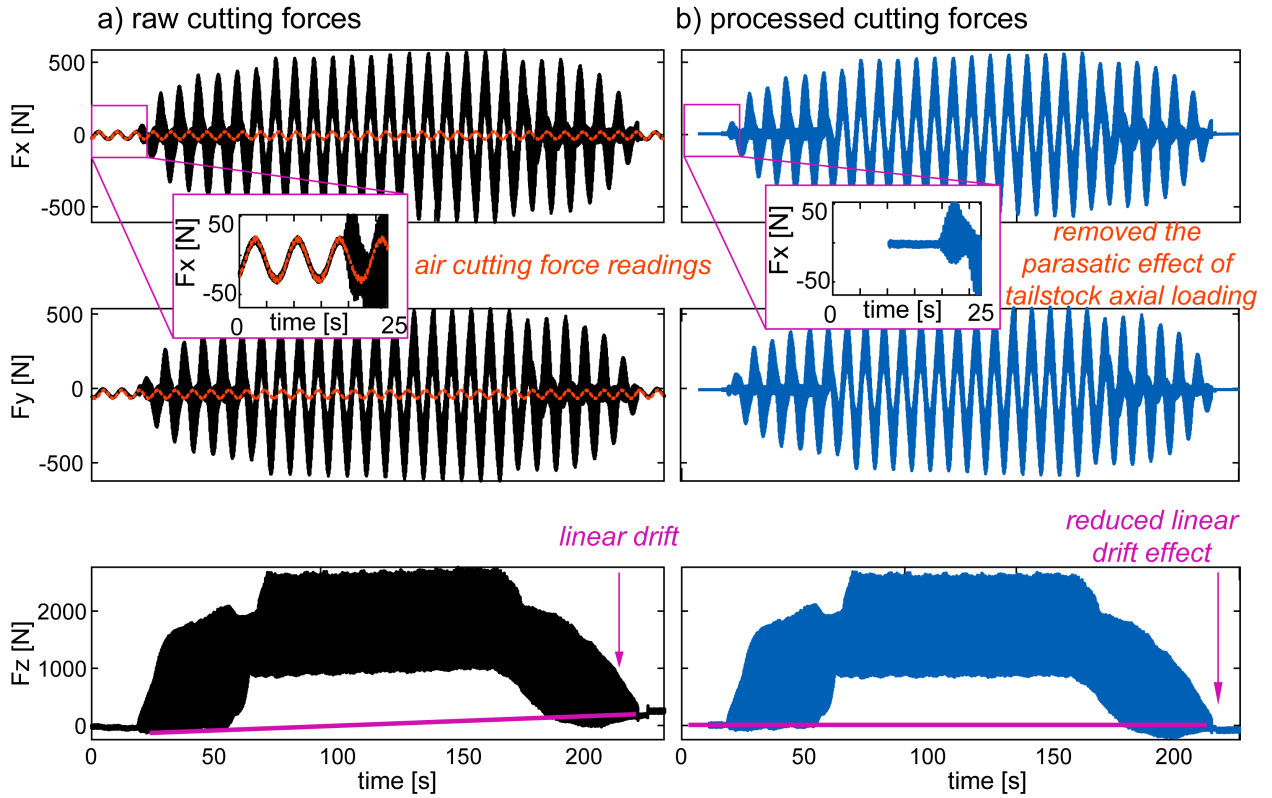 a) raw cutting forces
b) processed cutting forces
Fx [N]
500
0
-500
50
Fx [N]
-50
0
time [s]
25
air cutting force readings
50
Fx [N]
-50
0
time [s]
25
removed the
parasatic effect of
tailstock axial loading
Fy [N]
500
0
-500
linear drift
reduced linear
drift effect
Fz [N]
2000
1000
0
0
50
100
150
200
time [s]
0
50
100
150
200
time [s]